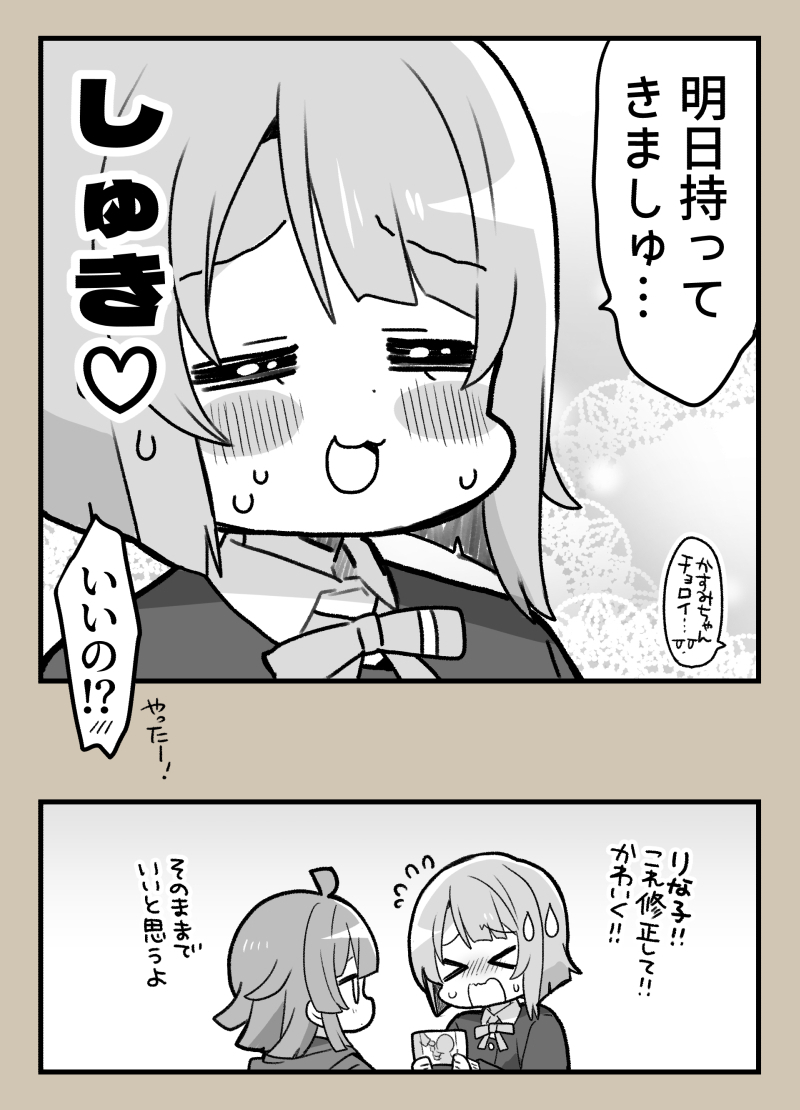 明日持って
きましゅ…
しゅき♡
かすみちゃん
チョロイ…
いいの!?
やったー!
りな子!!
これ修正して!!
かわいく!!
そのままで
いいと思うよ